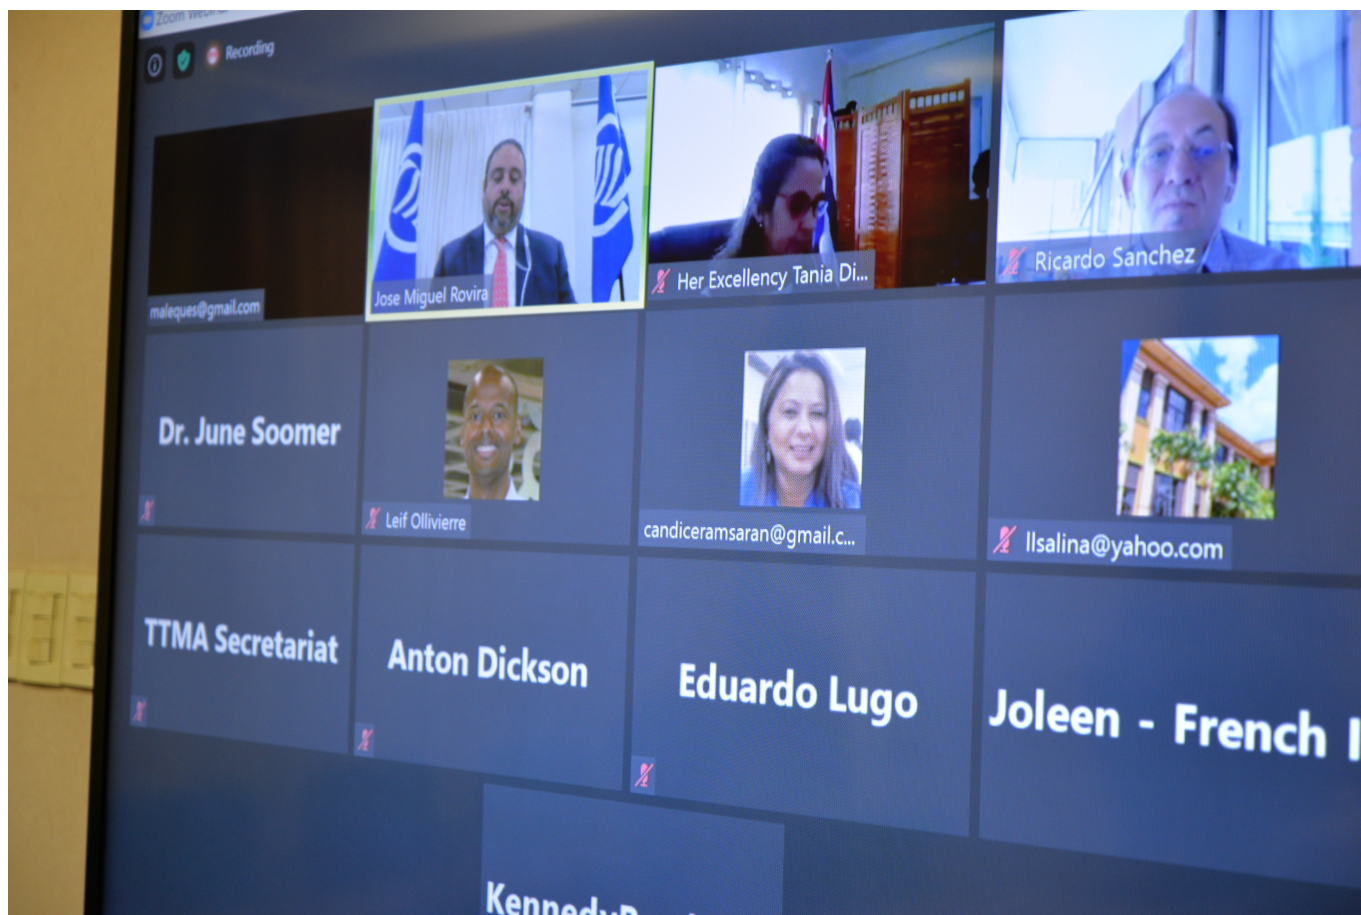 Zoom Webinar
Recording
maleques@gmail.com
Jose Miguel Rovira
Her Excellency Tania Di...
Ricardo Sanchez
Dr. June Soomer
Leif Ollivierre
candiceramsaran@gmail.c...
llsalina@yahoo.com
TTMA Secretariat
Anton Dickson
Eduardo Lugo
Joleen - French I